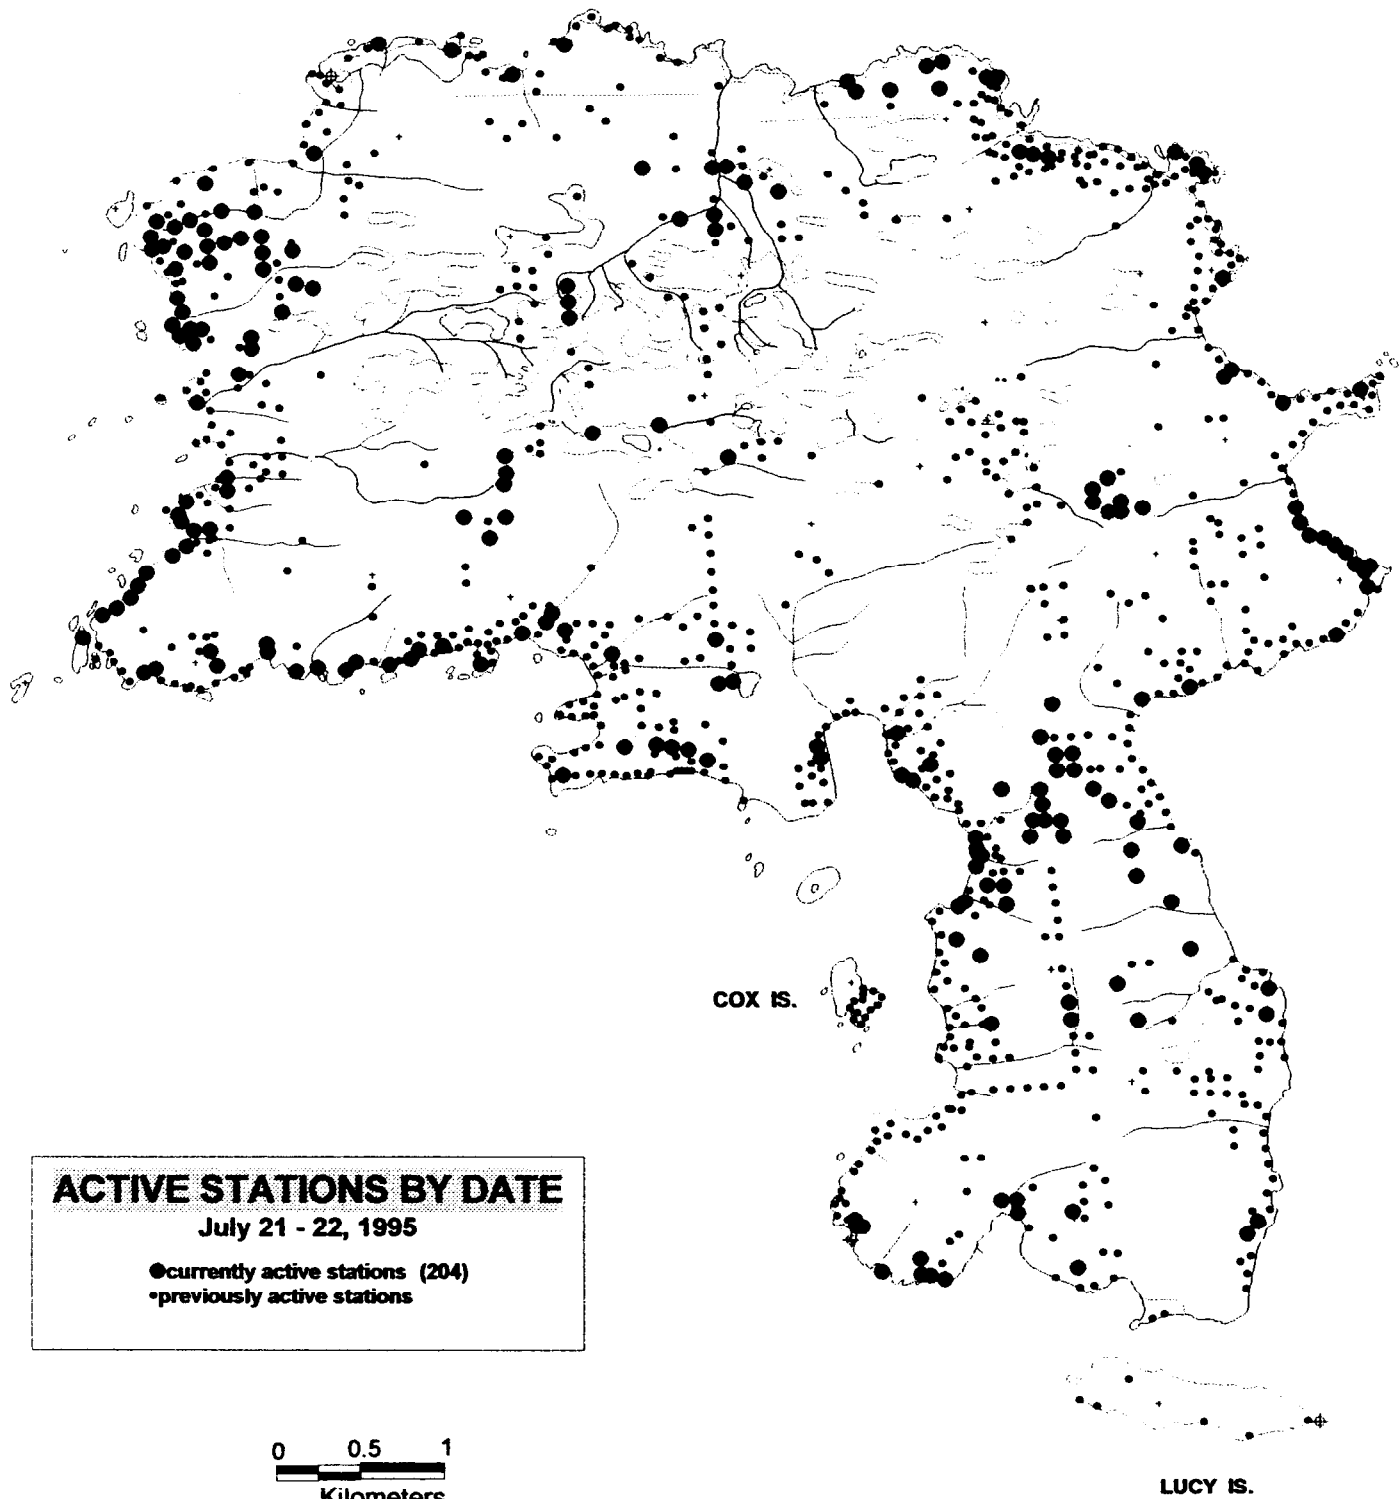 COX IS.
ACTIVE STATIONS BY DATE
July 21 - 22, 1995
currently active stations (204)
previously active stations
0 0.5 1
Kilometers
LUCY IS.